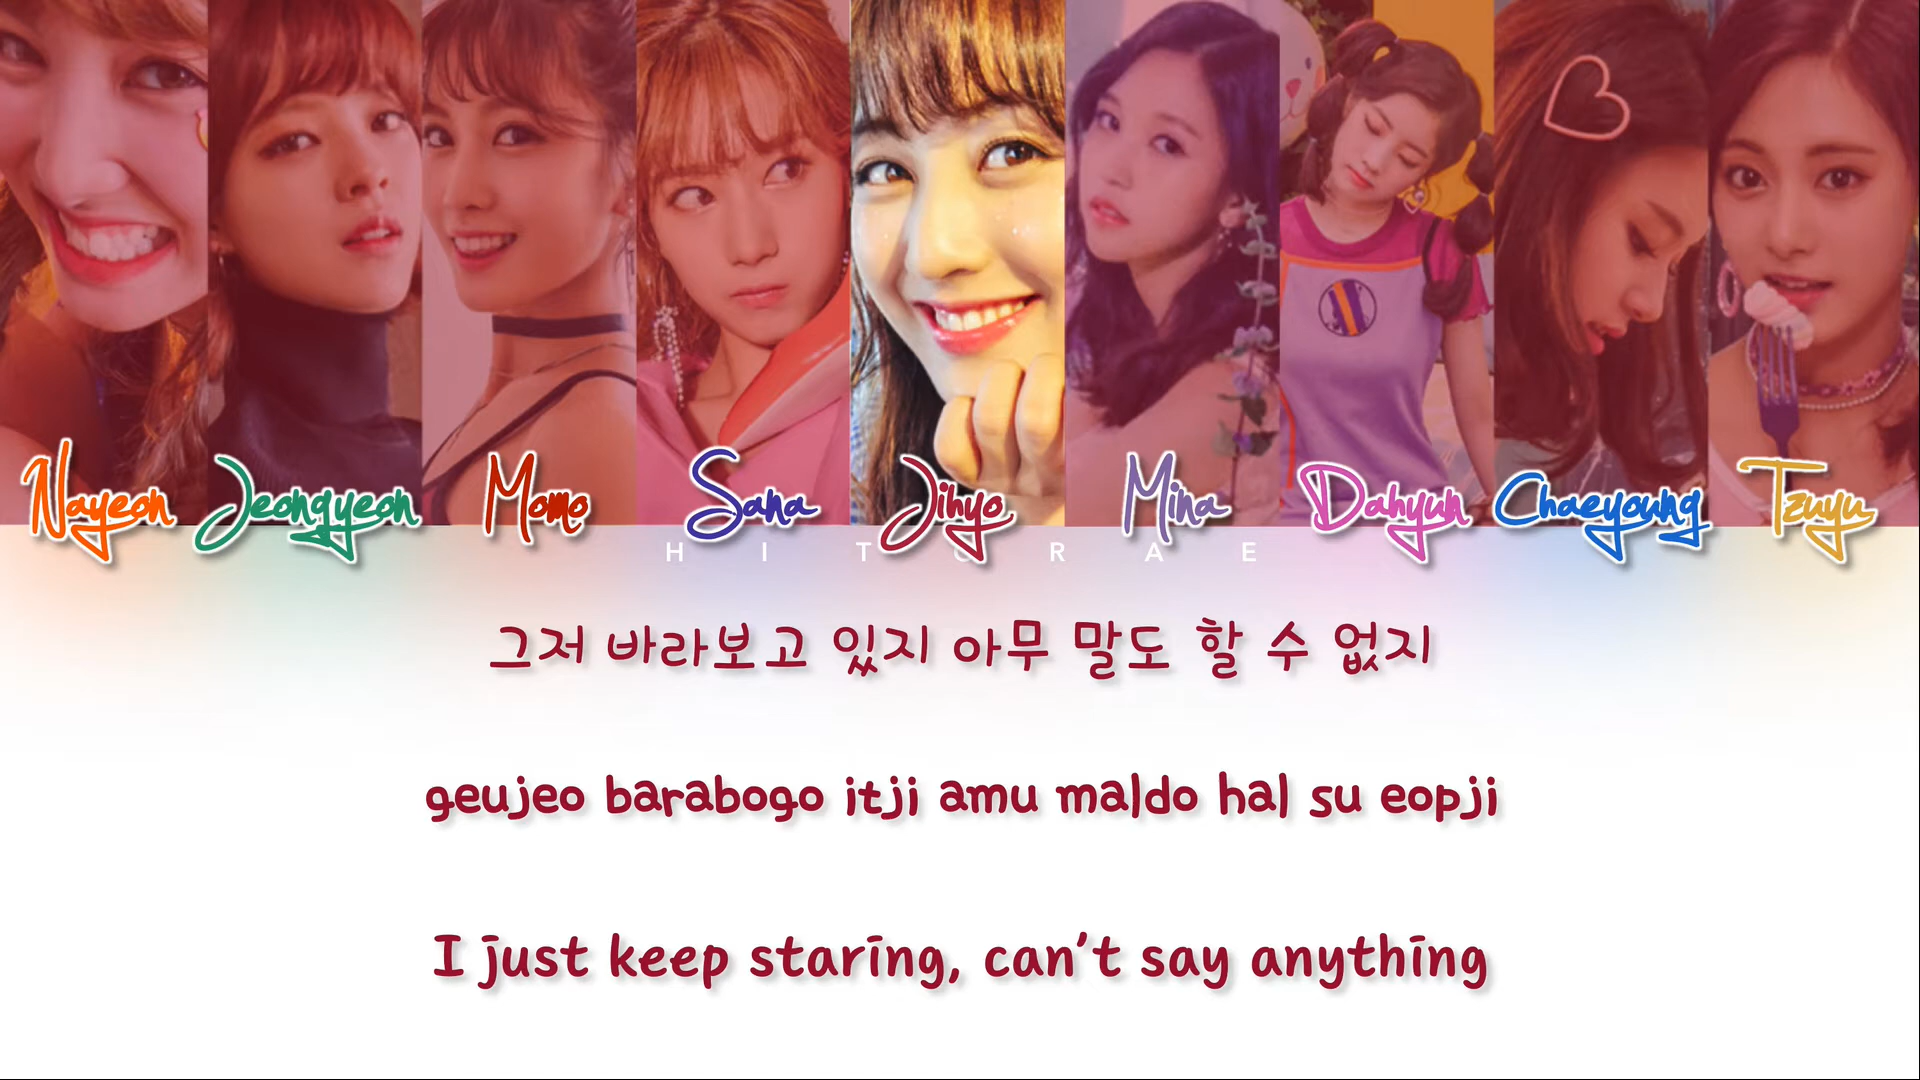 Nayeon Jeongyeon Momo Sana Jihyo Mina Dahyun Chaeyoung Tzuyu
HITORAE
그저 바라보고 있지 아무 말도 할 수 없지
geujeo barabogo itji amu maldo hal su eopji
I just keep staring, can't say anything